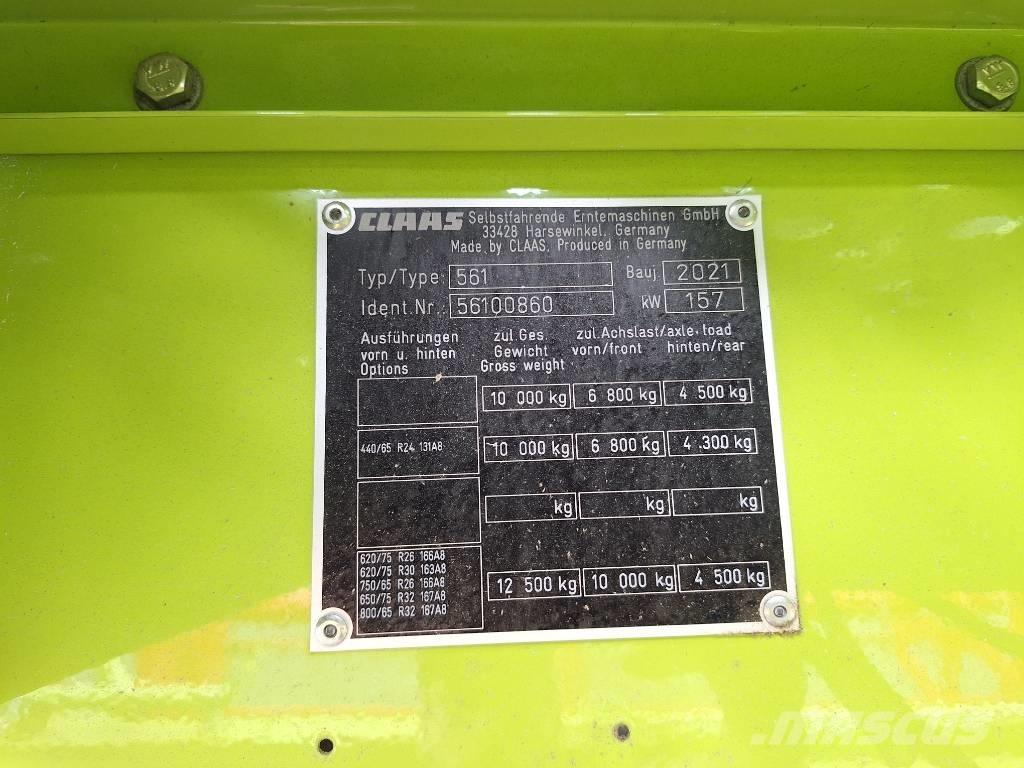 CLAAS Selbstfahrende Erntemaschinen GmbH
33428 Harsewinkel, Germany
Made by CLAAS, Produced in Germany
Typ/Type: 561 Bauj. 2021
Ident.Nr.: 56100860 kW 157
Ausführungen zul.Ges zul.Achslast/axle.toad
vorn u. hinten Gewicht vorn/front hinten/rear
Options Gross weight
10 000 kg 6 800 kg 4 500 kg
440/65 R24 131A8 10 000 kg 6 800 kg 4.300 kg
kg kg kg
620/75 R26 166A8
620/75 R30 163A8
750/65 R26 166A8
650/75 R32 167A8
800/65 R32 167A8
12 500 kg 10 000 kg 4 500 kg
MASCUS